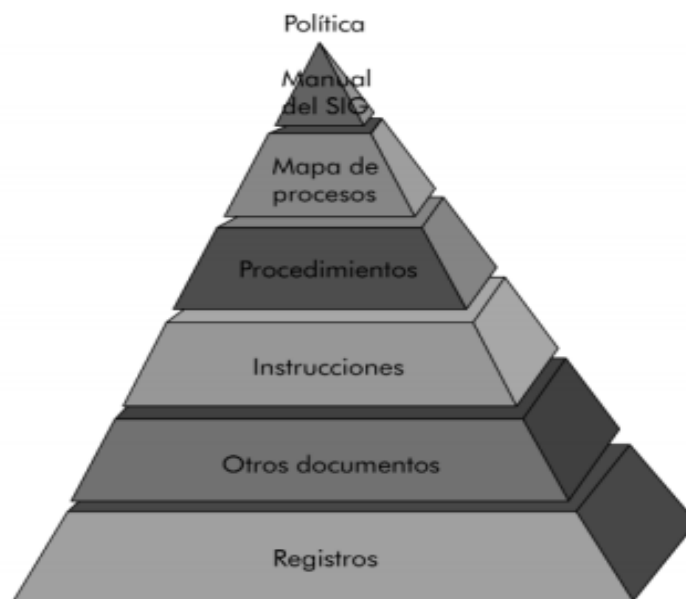 Política
Manual
del SIG
Mapa de
procesos
Procedimientos
Instrucciones
Otros documentos
Registros